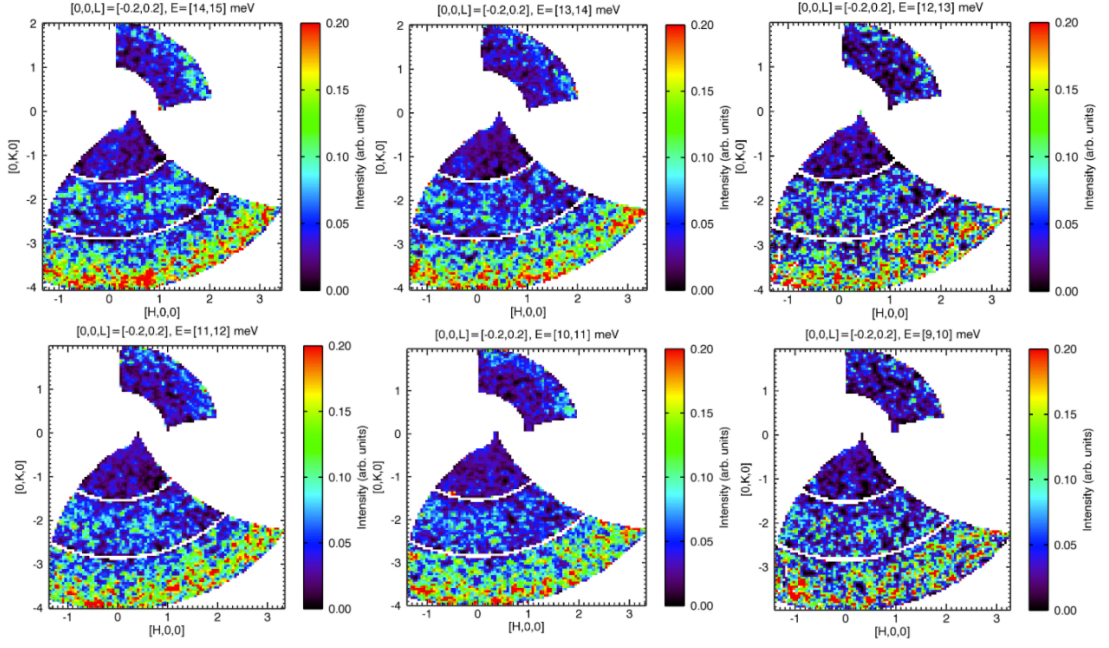 [0,0,L]=[-0.2,0.2], E=[14,15] meV
[0,K,0]
2
1
0
-1
-2
-3
-4
-1 0 1 2 3
[H,0,0]
0.20
0.15
0.10
0.05
0.00
Intensity (arb. units)
[0,0,L]=[-0.2,0.2], E=[13,14] meV
[0,K,0]
2
1
0
-1
-2
-3
-4
-1 0 1 2 3
[H,0,0]
0.20
0.15
0.10
0.05
0.00
Intensity (arb. units)
[0,0,L]=[-0.2,0.2], E=[12,13] meV
[0,K,0]
1
0
-1
-2
-3
-4
-1 0 1 2 3
[H,0,0]
0.20
0.15
0.10
0.05
0.00
Intensity (arb. units)
[0,0,L]=[-0.2,0.2], E=[11,12] meV
[0,K,0]
1
0
-1
-2
-3
-4
-1 0 1 2 3
[H,0,0]
0.20
0.15
0.10
0.05
0.00
Intensity (arb. units)
[0,0,L]=[-0.2,0.2], E=[10,11] meV
[0,K,0]
1
0
-1
-2
-3
-4
-1 0 1 2 3
[H,0,0]
0.20
0.15
0.10
0.05
0.00
Intensity (arb. units)
[0,0,L]=[-0.2,0.2], E=[9,10] meV
[0,K,0]
1
0
-1
-2
-3
-1 0 1 2 3
[H,0,0]
0.20
0.15
0.10
0.05
0.00
Intensity (arb. units)